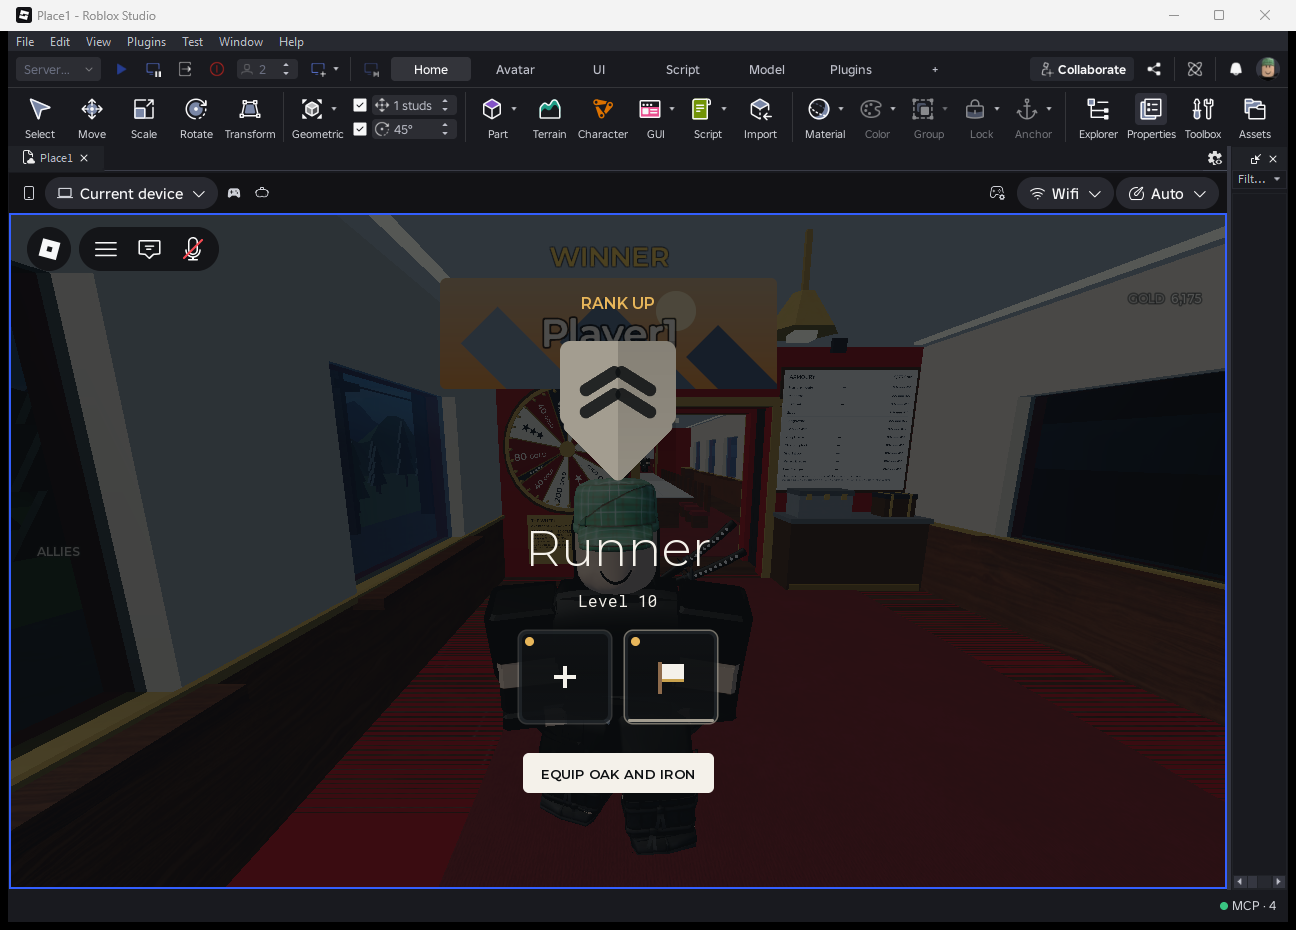 Place1 - Roblox Studio
File Edit View Plugins Test Window Help
Server... 2 Home Avatar UI Script Model Plugins + Collaborate
1 studs
45°
Select Move Scale Rotate Transform Geometric Part Terrain Character GUI Script Import Material Color Group Lock Anchor Explorer Properties Toolbox Assets
Place1
Filt...
Current device Wifi Auto
WINNER
GOLD 6,175
RANK UP
Player1
ARMOURY
80
200
Runner
ALLIES
Level 10
EQUIP OAK AND IRON
MCP · 4